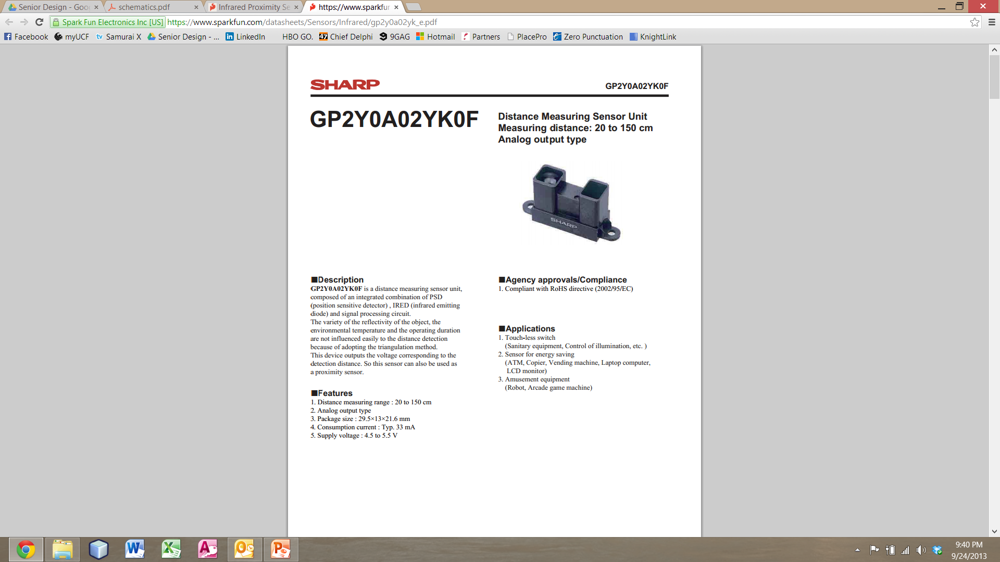 Senior Design - Goo
schematics.pdf
Infrared Proximity Se
https://www.sparkfur
Spark Fun Electronics Inc [US]
https://www.sparkfun.com/datasheets/Sensors/Infrared/gp2y0a02yk_e.pdf
Facebook
myUCF
tv Samurai X
Senior Design - ...
in LinkedIn
HBO GO.
47 Chief Delphi
9GAG
Hotmail
Partners
PlacePro
Zero Punctuation
KnightLink
SHARP
GP2Y0A02YK0F
GP2Y0A02YK0F
Distance Measuring Sensor Unit
Measuring distance: 20 to 150 cm
Analog output type
SHARP
■Description
GP2Y0A02YK0F is a distance measuring sensor unit,
composed of an integrated combination of PSD
(position sensitive detector) , IRED (infrared emitting
diode) and signal processing circuit.
The variety of the reflectivity of the object, the
environmental temperature and the operating duration
are not influenced easily to the distance detection
because of adopting the triangulation method.
This device outputs the voltage corresponding to the
detection distance. So this sensor can also be used as
a proximity sensor.
■Features
1. Distance measuring range : 20 to 150 cm
2. Analog output type
3. Package size : 29.5×13×21.6 mm
4. Consumption current : Typ. 33 mA
5. Supply voltage : 4.5 to 5.5 V
■Agency approvals/Compliance
1. Compliant with RoHS directive (2002/95/EC)
■Applications
1. Touch-less switch
(Sanitary equipment, Control of illumination, etc. )
2. Sensor for energy saving
(ATM, Copier, Vending machine, Laptop computer,
LCD monitor)
3. Amusement equipment
(Robot, Arcade game machine)
9:40 PM
9/24/2013